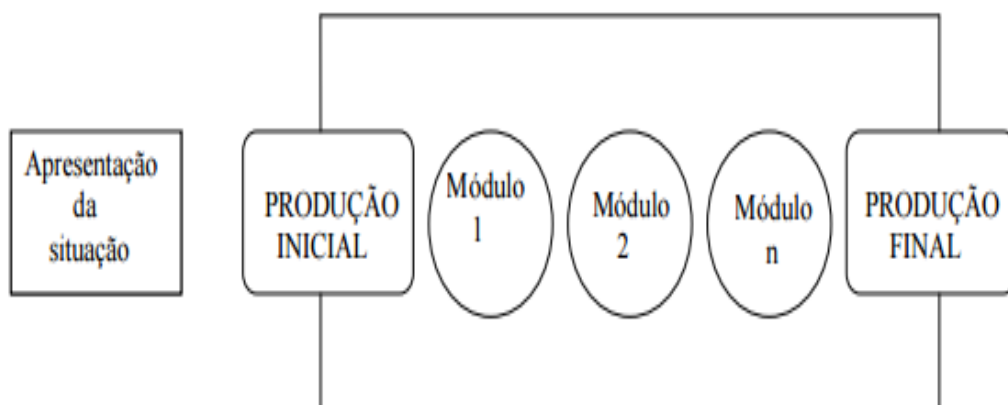 Apresentação
da
situação
PRODUÇÃO
INICIAL
Módulo
1
Módulo
2
Módulo
n
PRODUÇÃO
FINAL